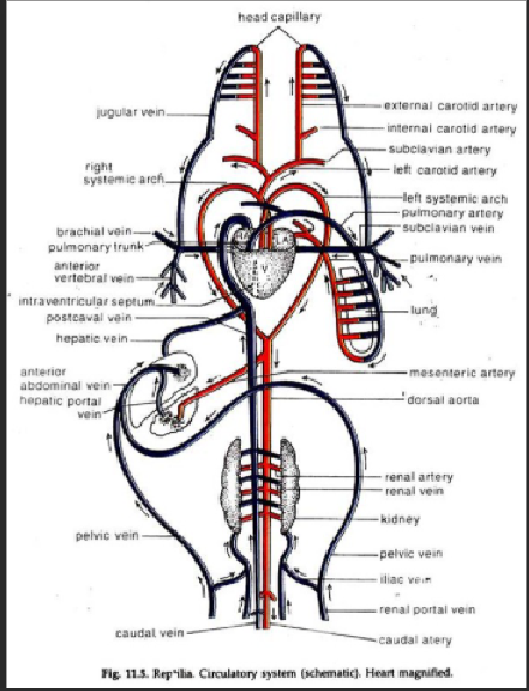 head capillary
jugular vein
external carotid artery
internal carotid artery
subclavian artery
left carotid artery
right
systemic arch
left systemic arch
pulmonary artery
subclavian vein
brachial vein
pulmonary trunk
pulmonary vein
anterior
vertebral vein
intraventricular septum
postcaval vein
lung
hepatic vein
anterior
abdominal vein
hepatic portal
vein
mesenteric artery
dorsal aorta
renal artery
renal vein
kidney
pelvic vein
pelvic vein
iliac vein
renal portal vein
caudal vein
caudal atery
Fig. 11.5. Reptilia. Circulatory system (schematic). Heart magnified.